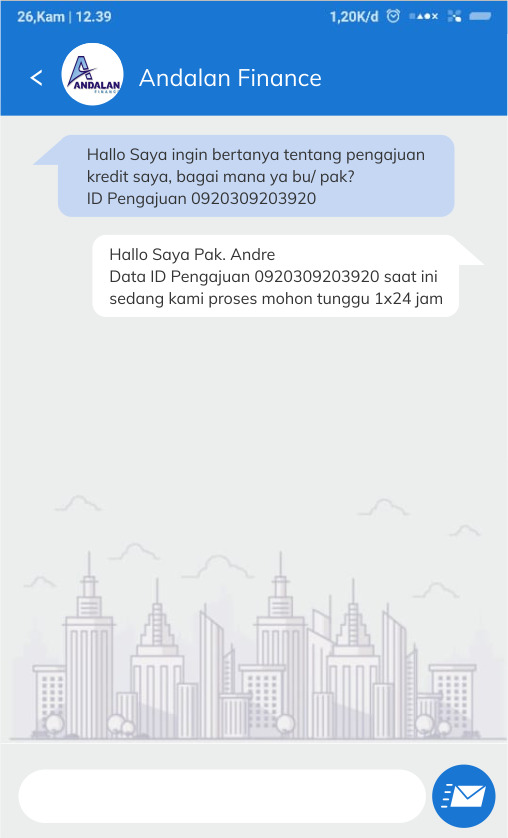 26,Kam | 12.39
1,20K/d
ANDALAN
FINANCE
Andalan Finance
Hallo Saya ingin bertanya tentang pengajuan
kredit saya, bagai mana ya bu/ pak?
ID Pengajuan 0920309203920
Hallo Saya Pak. Andre
Data ID Pengajuan 0920309203920 saat ini
sedang kami proses mohon tunggu 1x24 jam